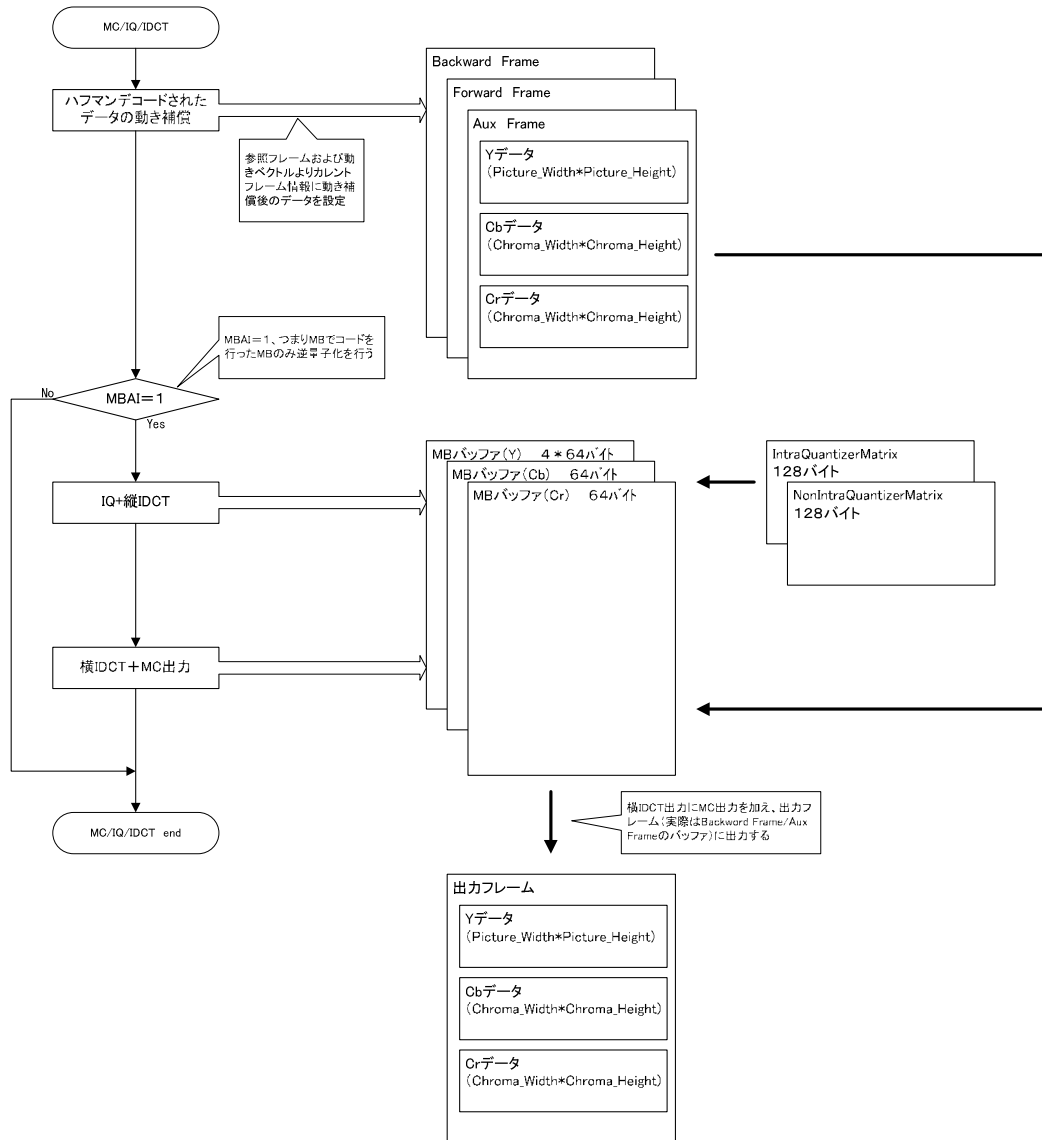 MC/IQ/IDCT
ハフマンデコードされた
データの動き補償
参照フレームおよび動
きベクトルよりカレント
フレーム情報に動き補
償後のデータを設定
Backward Frame
Forward Frame
Aux Frame
Yデータ
(Picture_Width*Picture_Height)
Cbデータ
(Chroma_Width*Chroma_Height)
Crデータ
(Chroma_Width*Chroma_Height)
MBAI=1、つまりMBでコードを
行ったMBのみ逆量子化を行う
No
MBAI=1
Yes
IQ+縦IDCT
MBバッファ(Y) 4*64バイト
MBバッファ(Cb) 64バイト
MBバッファ(Cr) 64バイト
IntraQuantizerMatrix
128バイト
NonIntraQuantizerMatrix
128バイト
横IDCT+MC出力
MC/IQ/IDCT end
横IDCT出力にMC出力を加え、出力フ
レーム(実際はBackword Frame/Aux
Frameのバッファ)に出力する
出力フレーム
Yデータ
(Picture_Width*Picture_Height)
Cbデータ
(Chroma_Width*Chroma_Height)
Crデータ
(Chroma_Width*Chroma_Height)